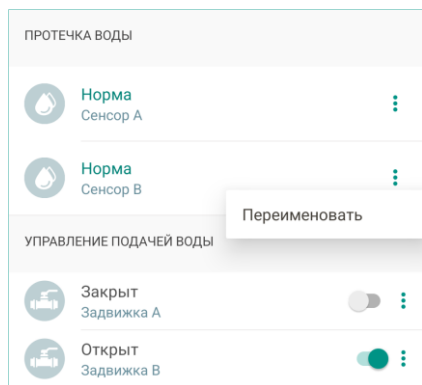 ПРОТЕЧКА ВОДЫ
Норма
Сенсор A
Норма
Сенсор B
Переименовать
УПРАВЛЕНИЕ ПОДАЧЕЙ ВОДЫ
Закрыт
Задвижка A
Открыт
Задвижка B